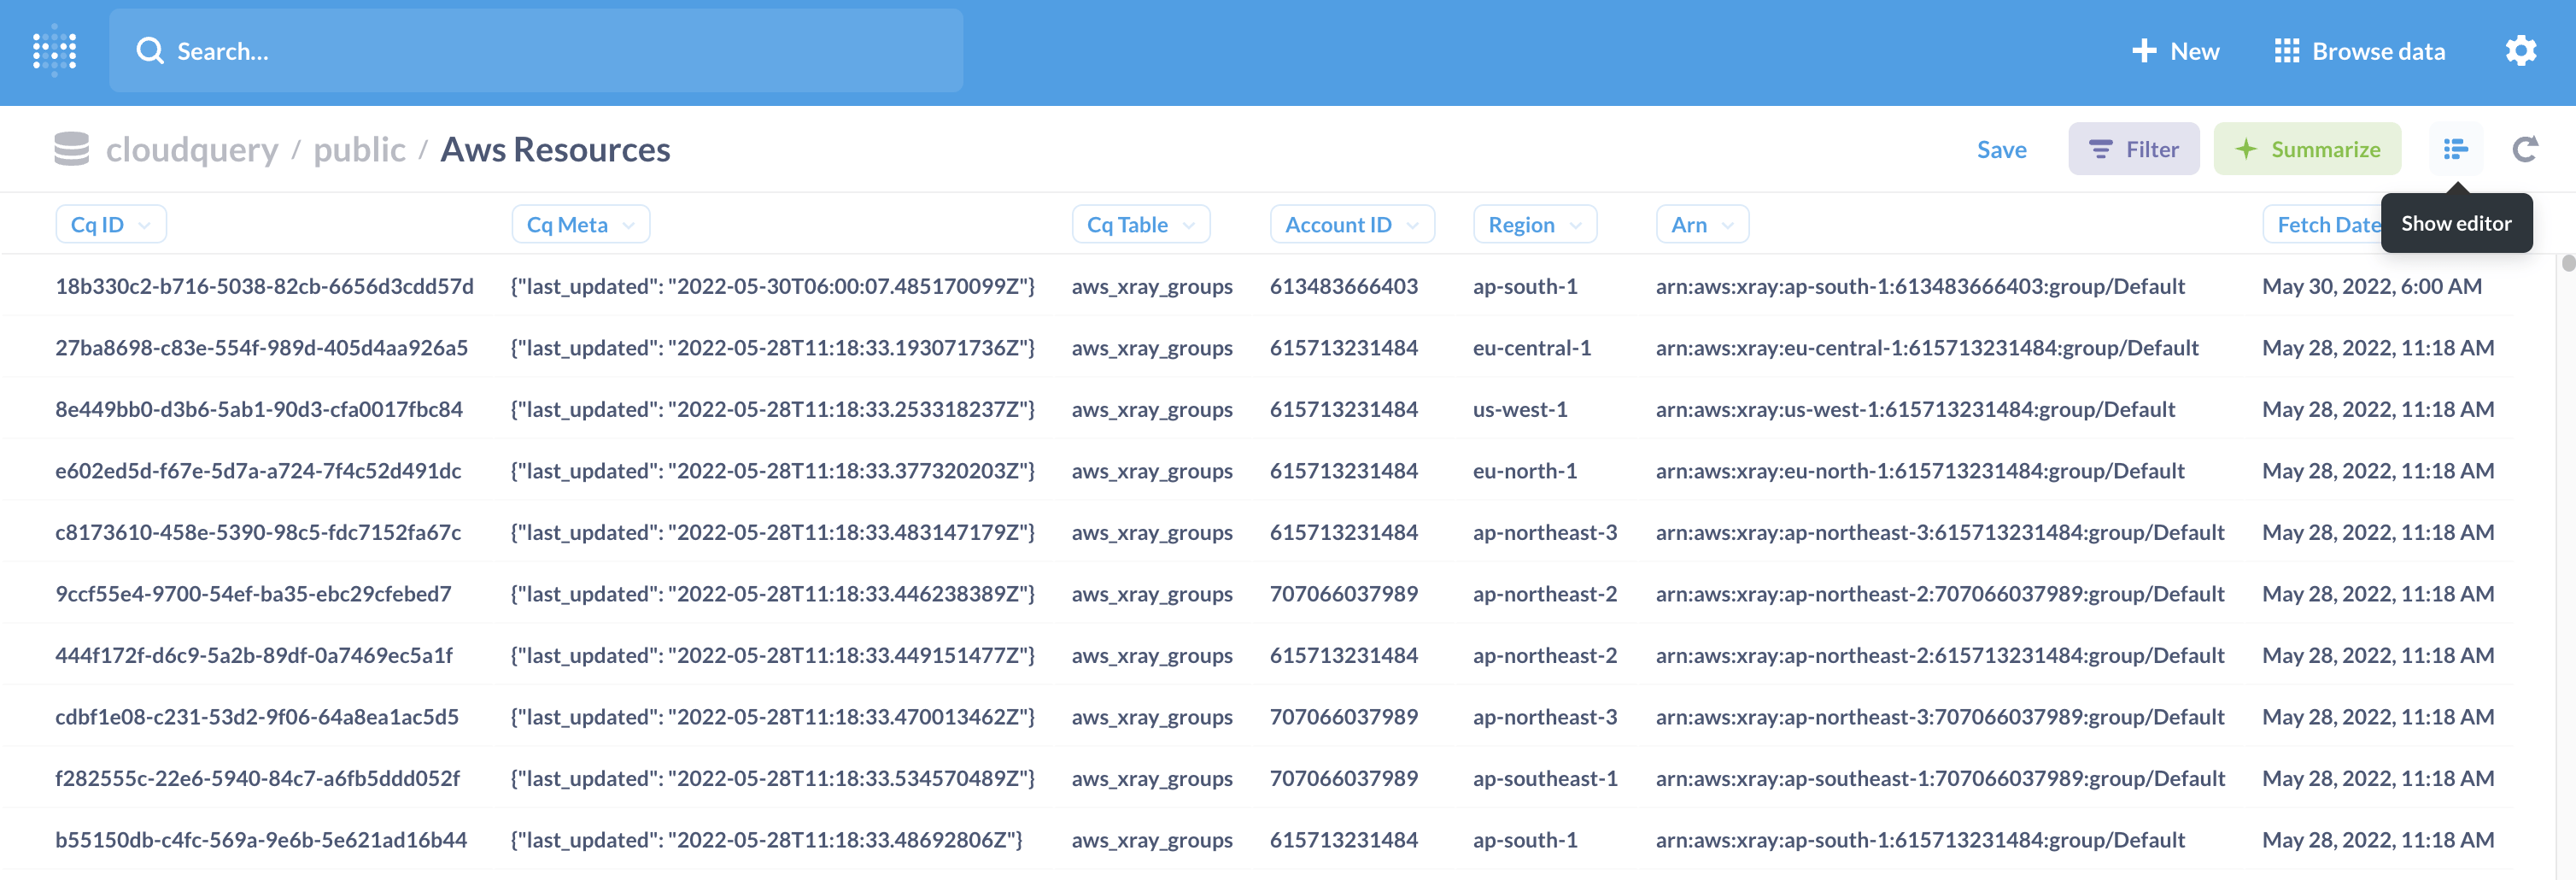 Search...
New
Browse data
cloudquery / public / Aws Resources
Save
Filter
Summarize
Show editor
Cq ID Cq Meta Cq Table Account ID Region Arn Fetch Date
18b330c2-b716-5038-82cb-6656d3cdd57d {"last_updated": "2022-05-30T06:00:07.485170099Z"} aws_xray_groups 613483666403 ap-south-1 arn:aws:xray:ap-south-1:613483666403:group/Default May 30, 2022, 6:00 AM
27ba8698-c83e-554f-989d-405d4aa926a5 {"last_updated": "2022-05-28T11:18:33.193071736Z"} aws_xray_groups 615713231484 eu-central-1 arn:aws:xray:eu-central-1:615713231484:group/Default May 28, 2022, 11:18 AM
8e449bb0-d3b6-5ab1-90d3-cfa0017fbc84 {"last_updated": "2022-05-28T11:18:33.253318237Z"} aws_xray_groups 615713231484 us-west-1 arn:aws:xray:us-west-1:615713231484:group/Default May 28, 2022, 11:18 AM
e602ed5d-f67e-5d7a-a724-7f4c52d491dc {"last_updated": "2022-05-28T11:18:33.377320203Z"} aws_xray_groups 615713231484 eu-north-1 arn:aws:xray:eu-north-1:615713231484:group/Default May 28, 2022, 11:18 AM
c8173610-458e-5390-98c5-fdc7152fa67c {"last_updated": "2022-05-28T11:18:33.483147179Z"} aws_xray_groups 615713231484 ap-northeast-3 arn:aws:xray:ap-northeast-3:615713231484:group/Default May 28, 2022, 11:18 AM
9ccf55e4-9700-54ef-ba35-ebc29cfebed7 {"last_updated": "2022-05-28T11:18:33.446238389Z"} aws_xray_groups 707066037989 ap-northeast-2 arn:aws:xray:ap-northeast-2:707066037989:group/Default May 28, 2022, 11:18 AM
444f172f-d6c9-5a2b-89df-0a7469ec5a1f {"last_updated": "2022-05-28T11:18:33.449151477Z"} aws_xray_groups 615713231484 ap-northeast-2 arn:aws:xray:ap-northeast-2:615713231484:group/Default May 28, 2022, 11:18 AM
cdbf1e08-c231-53d2-9f06-64a8ea1ac5d5 {"last_updated": "2022-05-28T11:18:33.470013462Z"} aws_xray_groups 707066037989 ap-northeast-3 arn:aws:xray:ap-northeast-3:707066037989:group/Default May 28, 2022, 11:18 AM
f282555c-22e6-5940-84c7-a6fb5ddd052f {"last_updated": "2022-05-28T11:18:33.534570489Z"} aws_xray_groups 707066037989 ap-southeast-1 arn:aws:xray:ap-southeast-1:707066037989:group/Default May 28, 2022, 11:18 AM
b55150db-c4fc-569a-9e6b-5e621ad16b44 {"last_updated": "2022-05-28T11:18:33.48692806Z"} aws_xray_groups 615713231484 ap-south-1 arn:aws:xray:ap-south-1:615713231484:group/Default May 28, 2022, 11:18 AM